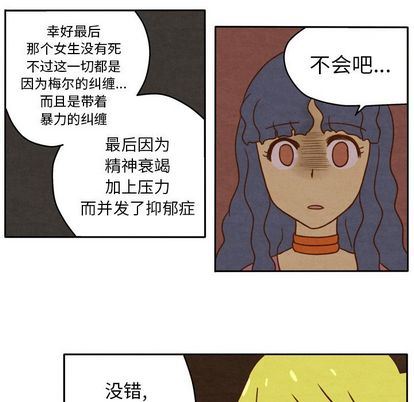 幸好最后
那个女生没有死
不过这一切都是
因为梅尔的纠缠...
而且是带着
暴力的纠缠
最后因为
精神衰竭
加上压力
而并发了抑郁症
不会吧...
没错,